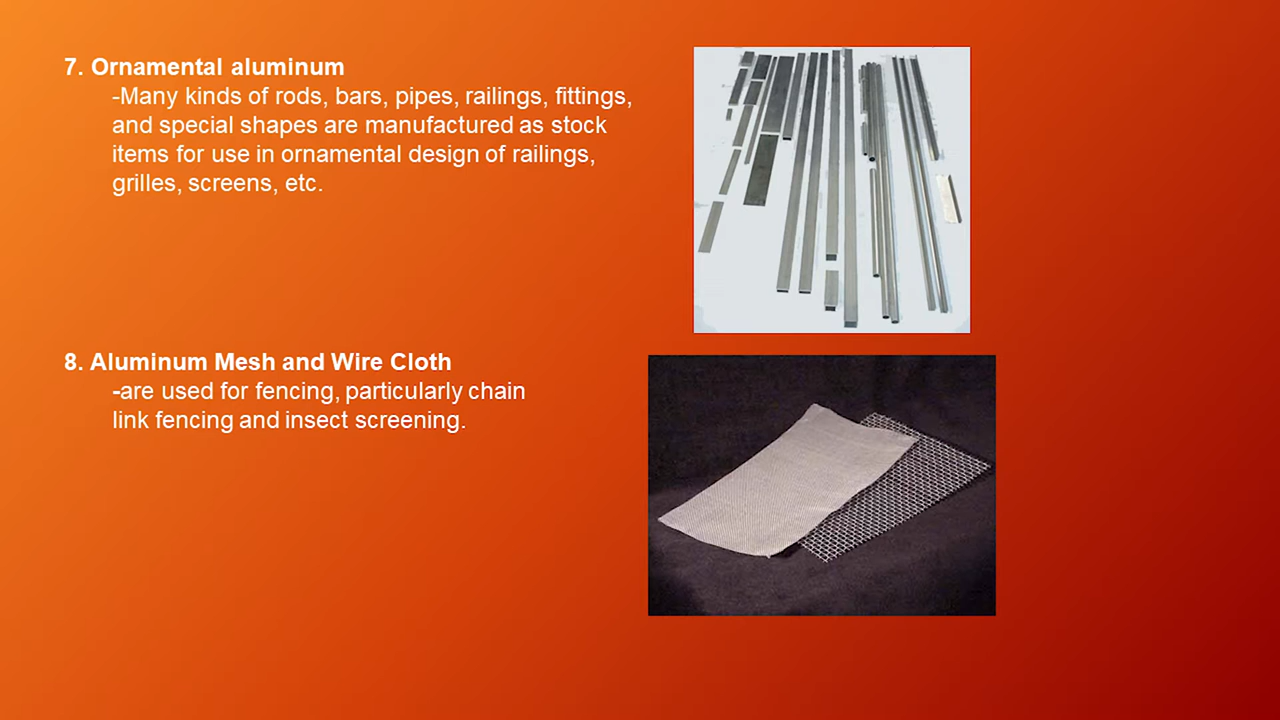 7. Ornamental aluminum
-Many kinds of rods, bars, pipes, railings, fittings,
and special shapes are manufactured as stock
items for use in ornamental design of railings,
grilles, screens, etc.
8. Aluminum Mesh and Wire Cloth
-are used for fencing, particularly chain
link fencing and insect screening.